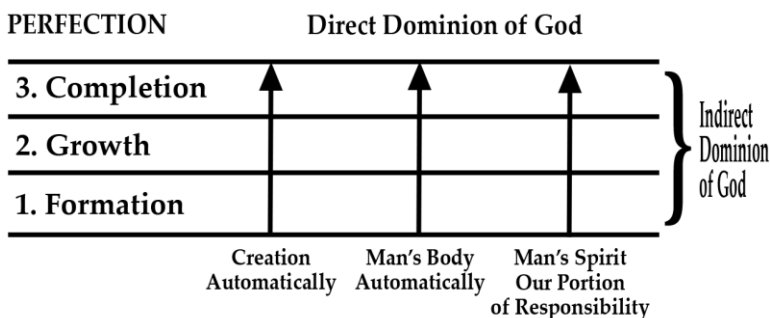 PERFECTION Direct Dominion of God
3. Completion
2. Growth
1. Formation
Indirect
Dominion
of God
Creation
Automatically
Man's Body
Automatically
Man's Spirit
Our Portion
of Responsibility